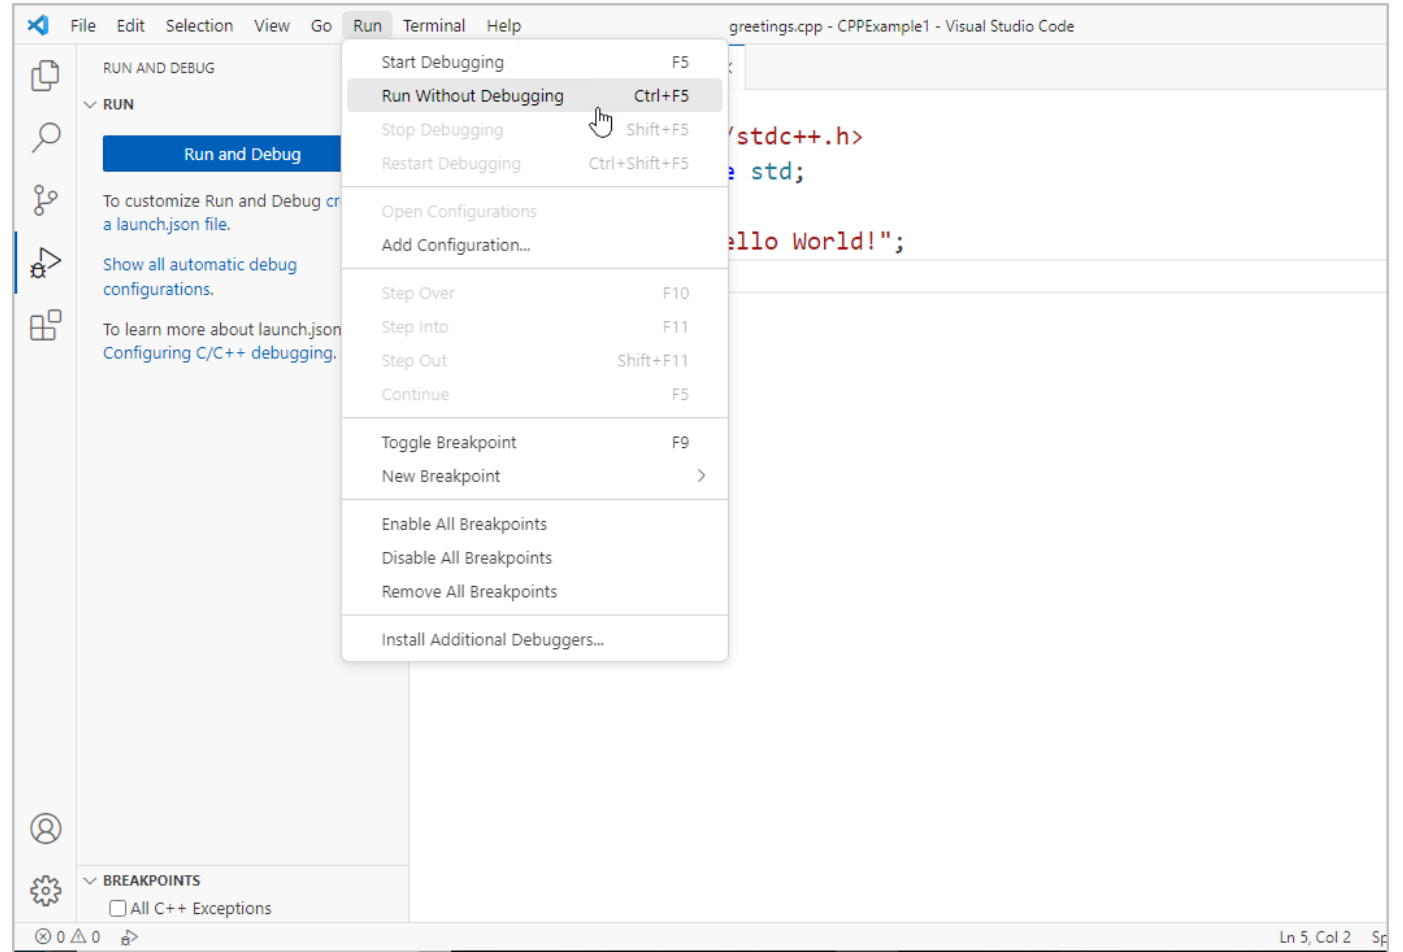 File Edit Selection View Go Run Terminal Help greetings.cpp - CPPExample1 - Visual Studio Code
RUN AND DEBUG
RUN
Run and Debug
To customize Run and Debug
a launch.json file.
Show all automatic debug
configurations.
To learn more about launch.json
Configuring C/C++ debugging.
Start Debugging F5
Run Without Debugging Ctrl+F5
Stop Debugging Shift+F5
Restart Debugging Ctrl+Shift+F5
Open Configurations
Add Configuration...
Step Over F10
Step Into F11
Step Out Shift+F11
Continue F5
Toggle Breakpoint F9
New Breakpoint
Enable All Breakpoints
Disable All Breakpoints
Remove All Breakpoints
Install Additional Debuggers...
/stdc++.h>
std;
ello World!";
BREAKPOINTS
All C++ Exceptions
0 0 Ln 5, Col 2